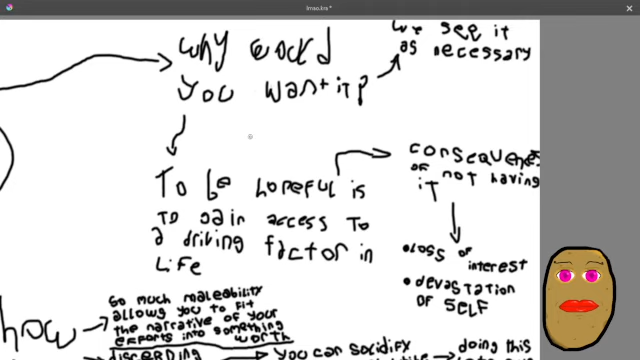 lmao.kra *
we see it
as necessary
why would
you want it?
consequences
of not having
it
To be hopeful is
to gain access to
a driving factor in
life
• loss of
interest
• devastation
of SELF
how
so much maleability
allows you to fit
the narrative of your
efforts into something
worth
discerding
you can solidify
doing this